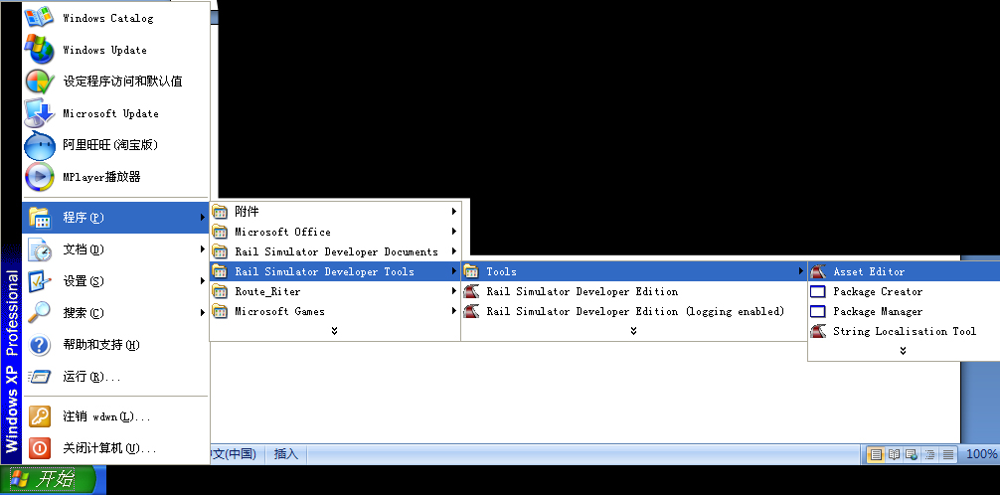 Windows Catalog
Windows Update
设定程序访问和默认值
Microsoft Update
阿里旺旺(淘宝版)
MPlayer播放器
程序(P)
文档(D)
设置(S)
搜索(C)
帮助和支持(H)
运行(R)...
注销 wdwn(L)...
关闭计算机(U)...
Windows XP Professional
附件
Microsoft Office
Rail Simulator Developer Documents
Rail Simulator Developer Tools
Route_Riter
Microsoft Games
Tools
Rail Simulator Developer Edition
Rail Simulator Developer Edition (logging enabled)
Asset Editor
Package Creator
Package Manager
String Localisation Tool
文(中国)
插入
100%
开始